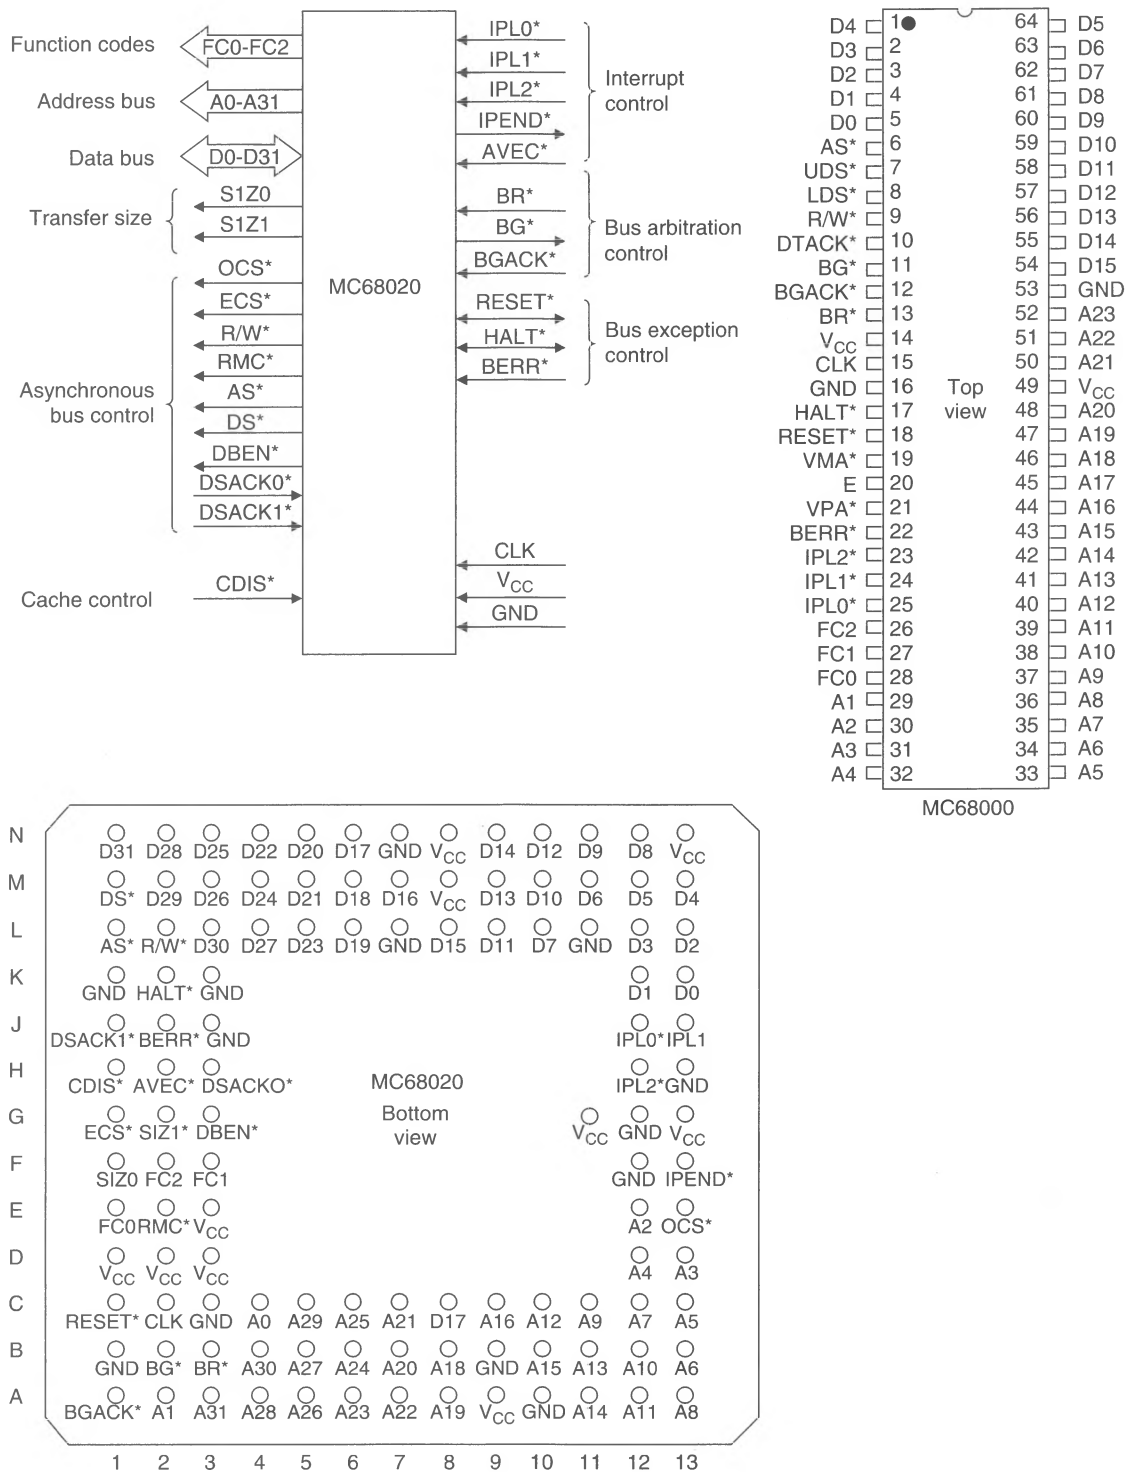 Function codes
FC0-FC2
Address bus
A0-A31
Data bus
D0-D31
Transfer size
S1Z0
S1Z1
Asynchronous
bus control
OCS*
ECS*
R/W*
RMC*
AS*
DS*
DBEN*
DSACK0*
DSACK1*
Cache control
CDIS*
MC68020
IPL0*
IPL1*
IPL2*
IPEND*
AVEC*
Interrupt
control
BR*
BG*
BGACK*
Bus arbitration
control
RESET*
HALT*
BERR*
Bus exception
control
CLK
VCC
GND
D4 1 64 D5
D3 2 63 D6
D2 3 62 D7
D1 4 61 D8
D0 5 60 D9
AS* 6 59 D10
UDS* 7 58 D11
LDS* 8 57 D12
R/W* 9 56 D13
DTACK* 10 55 D14
BG* 11 54 D15
BGACK* 12 53 GND
BR* 13 52 A23
VCC 14 51 A22
CLK 15 50 A21
GND 16 Top 49 VCC
HALT* 17 view 48 A20
RESET* 18 47 A19
VMA* 19 46 A18
E 20 45 A17
VPA* 21 44 A16
BERR* 22 43 A15
IPL2* 23 42 A14
IPL1* 24 41 A13
IPL0* 25 40 A12
FC2 26 39 A11
FC1 27 38 A10
FC0 28 37 A9
A1 29 36 A8
A2 30 35 A7
A3 31 34 A6
A4 32 33 A5
MC68000
N
D31 D28 D25 D22 D20 D17 GND VCC D14 D12 D9 D8 VCC
M
DS* D29 D26 D24 D21 D18 D16 VCC D13 D10 D6 D5 D4
L
AS* R/W* D30 D27 D23 D19 GND D15 D11 D7 GND D3 D2
K
GND HALT* GND D1 D0
J
DSACK1* BERR* GND IPL0* IPL1
H
CDIS* AVEC* DSACKO* MC68020 IPL2* GND
G
Bottom
view
ECS* SIZ1* DBEN* VCC GND VCC
F
SIZ0 FC2 FC1 GND IPEND*
E
FC0 RMC* VCC A2 OCS*
D
VCC VCC VCC A4 A3
C
RESET* CLK GND A0 A29 A25 A21 D17 A16 A12 A9 A7 A5
B
GND BG* BR* A30 A27 A24 A20 A18 GND A15 A13 A10 A6
A
BGACK* A1 A31 A28 A26 A23 A22 A19 VCC GND A14 A11 A8
1 2 3 4 5 6 7 8 9 10 11 12 13